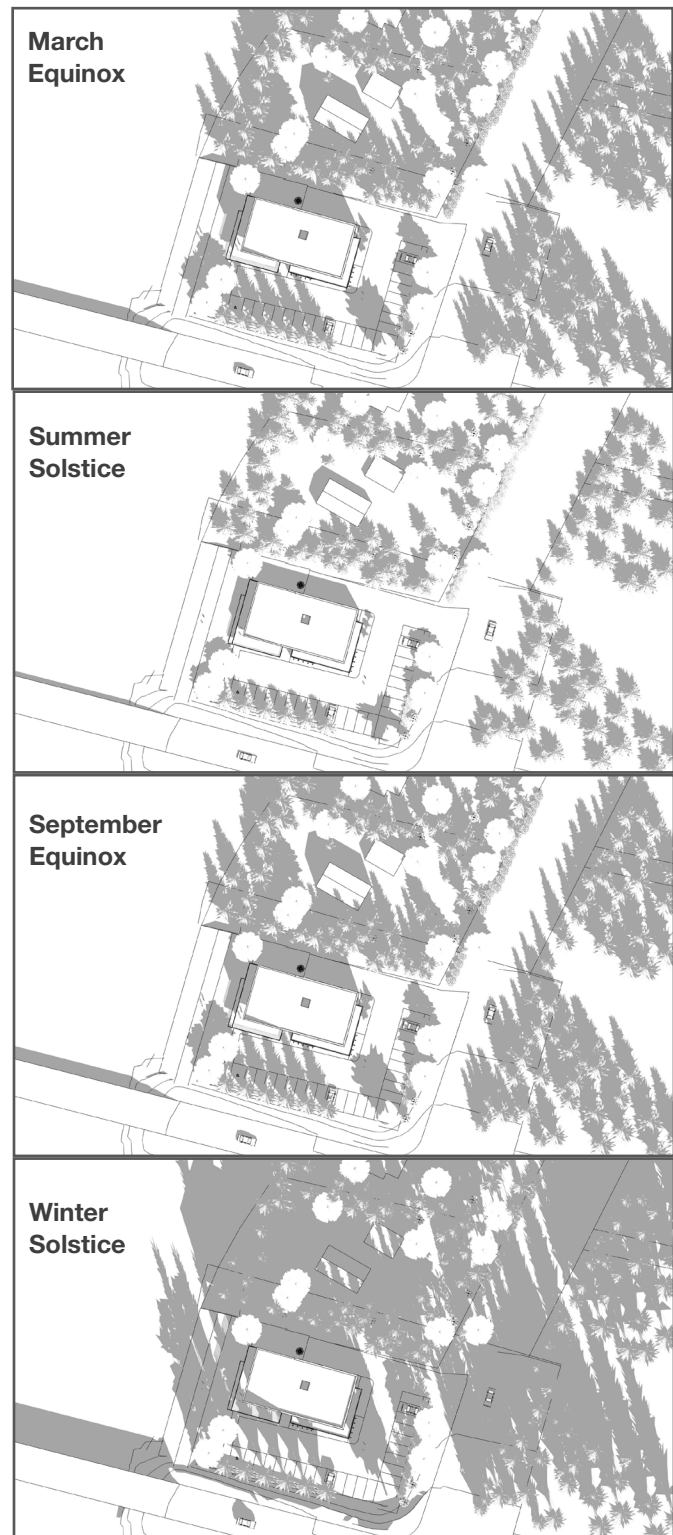 March
Equinox
Summer
Solstice
September
Equinox
Winter
Solstice